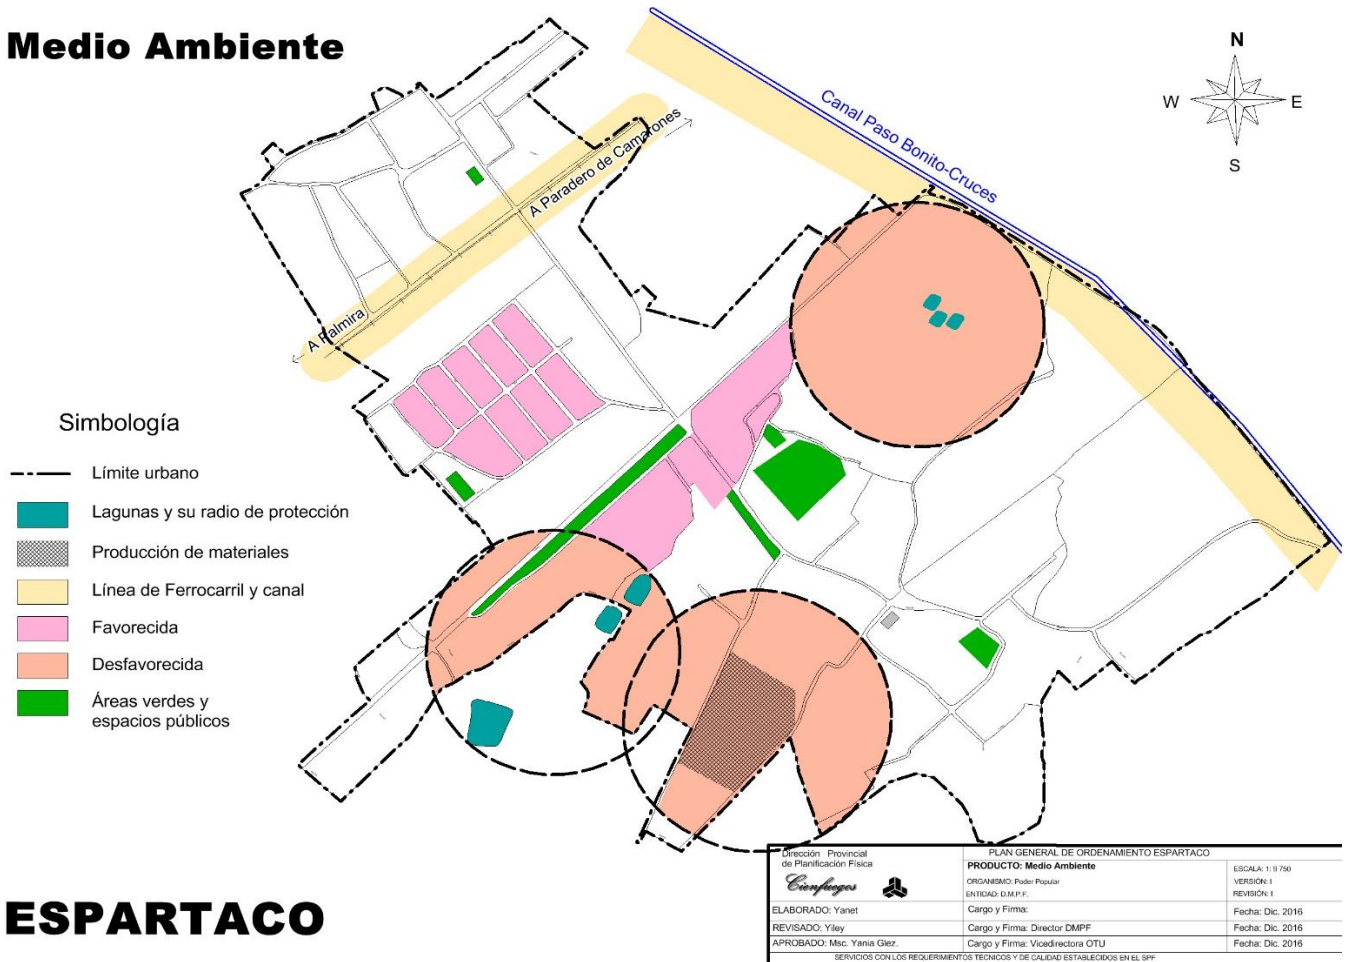 Medio Ambiente
N
W
E
S
Canal Paso Bonito-Cruces
A Paradero de Camarones
A Palmira
Simbología
Límite urbano
Lagunas y su radio de protección
Producción de materiales
Línea de Ferrocarril y canal
Favorecida
Desfavorecida
Áreas verdes y
espacios públicos
ESPARTACO
Dirección Provincial
de Planificación Física
Cienfuegos
PLAN GENERAL DE ORDENAMIENTO ESPARTACO
PRODUCTO: Medio Ambiente
ORGANISMO: Poder Popular
ENTIDAD: D.M.P.F.
ESCALA: 1: 9 750
VERSIÓN: I
REVISIÓN: I
ELABORADO: Yanet
Cargo y Firma:
Fecha: Dic. 2016
REVISADO: Yiley
Cargo y Firma: Director DMPF
Fecha: Dic. 2016
APROBADO: Msc. Yania Glez.
Cargo y Firma: Vicedirectora OTU
Fecha: Dic. 2016
SERVICIOS CON LOS REQUERIMIENTOS TECNICOS Y DE CALIDAD ESTABLECIDOS EN EL SPF